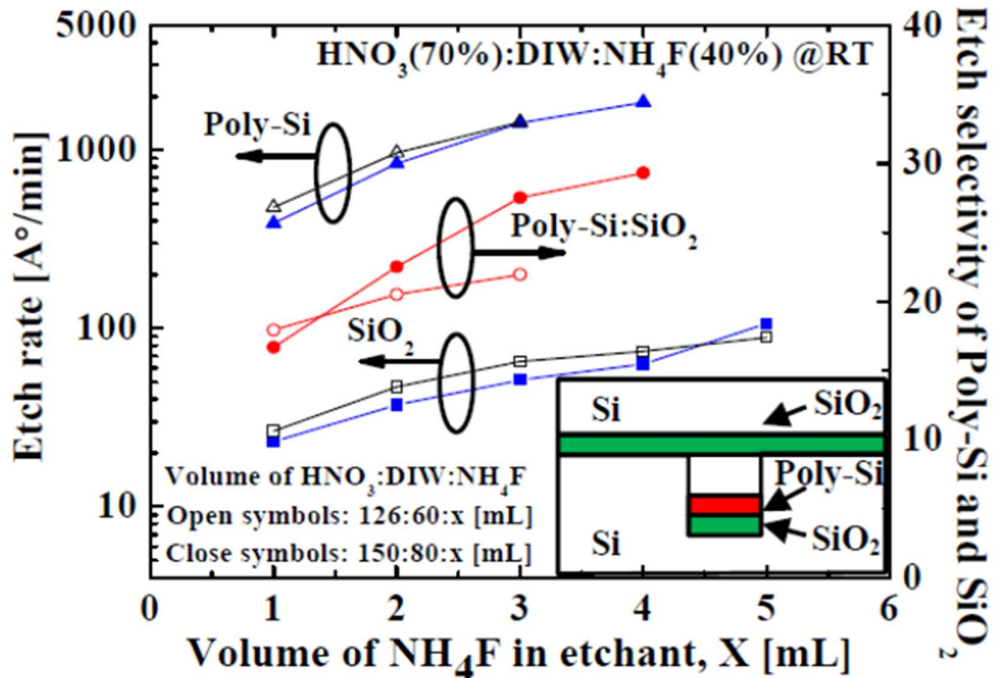 HNO₃(70%):DIW:NH₄F(40%) @RT
Etch rate [A°/min]
5000
1000
100
10
Poly-Si
Poly-Si:SiO₂
SiO₂
Volume of HNO₃:DIW:NH₄F
Open symbols: 126:60:x [mL]
Close symbols: 150:80:x [mL]
Si
SiO₂
Poly-Si
SiO₂
Si
40
30
20
10
0
Etch selectivity of Poly-Si and SiO₂
0 1 2 3 4 5 6
Volume of NH₄F in etchant, X [mL]